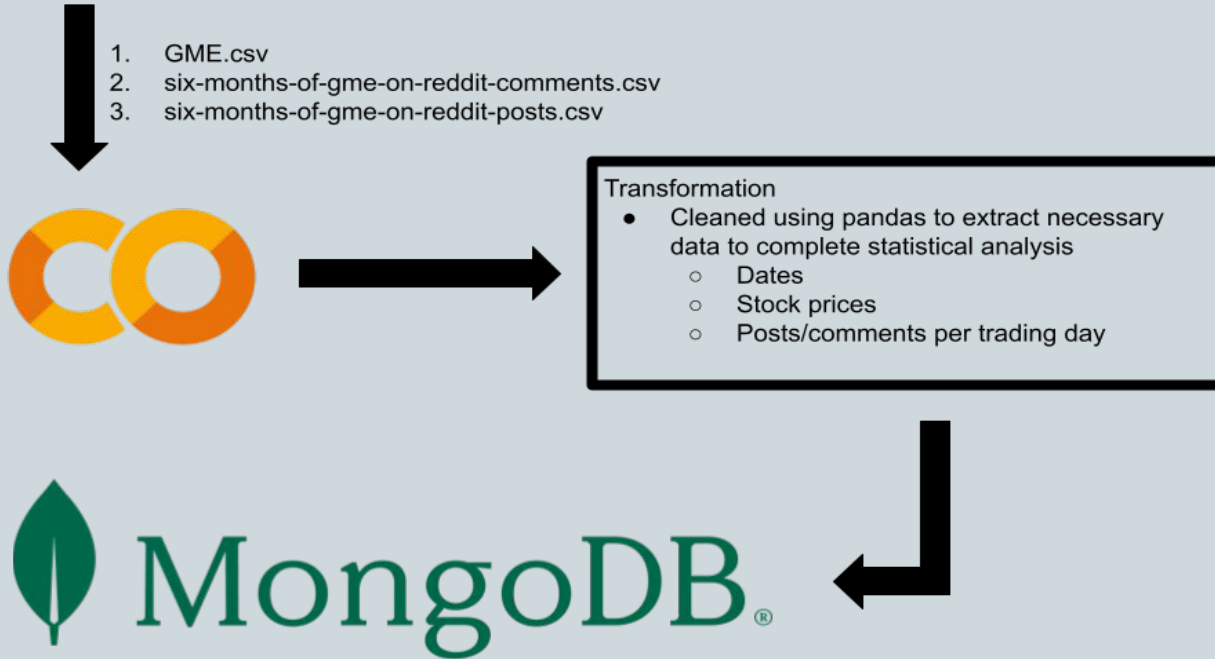 1. GME.csv
2. six-months-of-gme-on-reddit-comments.csv
3. six-months-of-gme-on-reddit-posts.csv
Transformation
● Cleaned using pandas to extract necessary
data to complete statistical analysis
○ Dates
○ Stock prices
○ Posts/comments per trading day
CO
MongoDB®